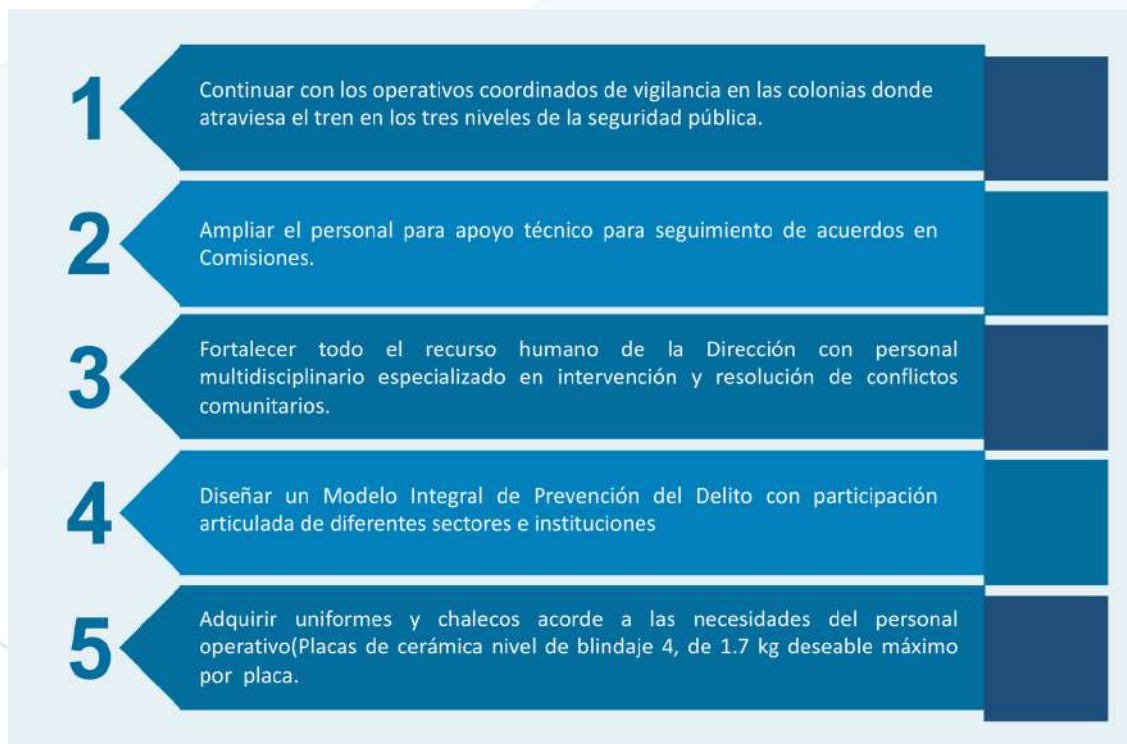 1
Continuar con los operativos coordinados de vigilancia en las colonias donde
atraviesa el tren en los tres niveles de la seguridad pública.
2
Ampliar el personal para apoyo técnico para seguimiento de acuerdos en
Comisiones.
3
Fortalecer todo el recurso humano de la Dirección con personal
multidisciplinario especializado en intervención y resolución de conflictos
comunitarios.
4
Diseñar un Modelo Integral de Prevención del Delito con participación
articulada de diferentes sectores e instituciones
5
Adquirir uniformes y chalecos acorde a las necesidades del personal
operativo(Placas de cerámica nivel de blindaje 4, de 1.7 kg deseable máximo
por placa.